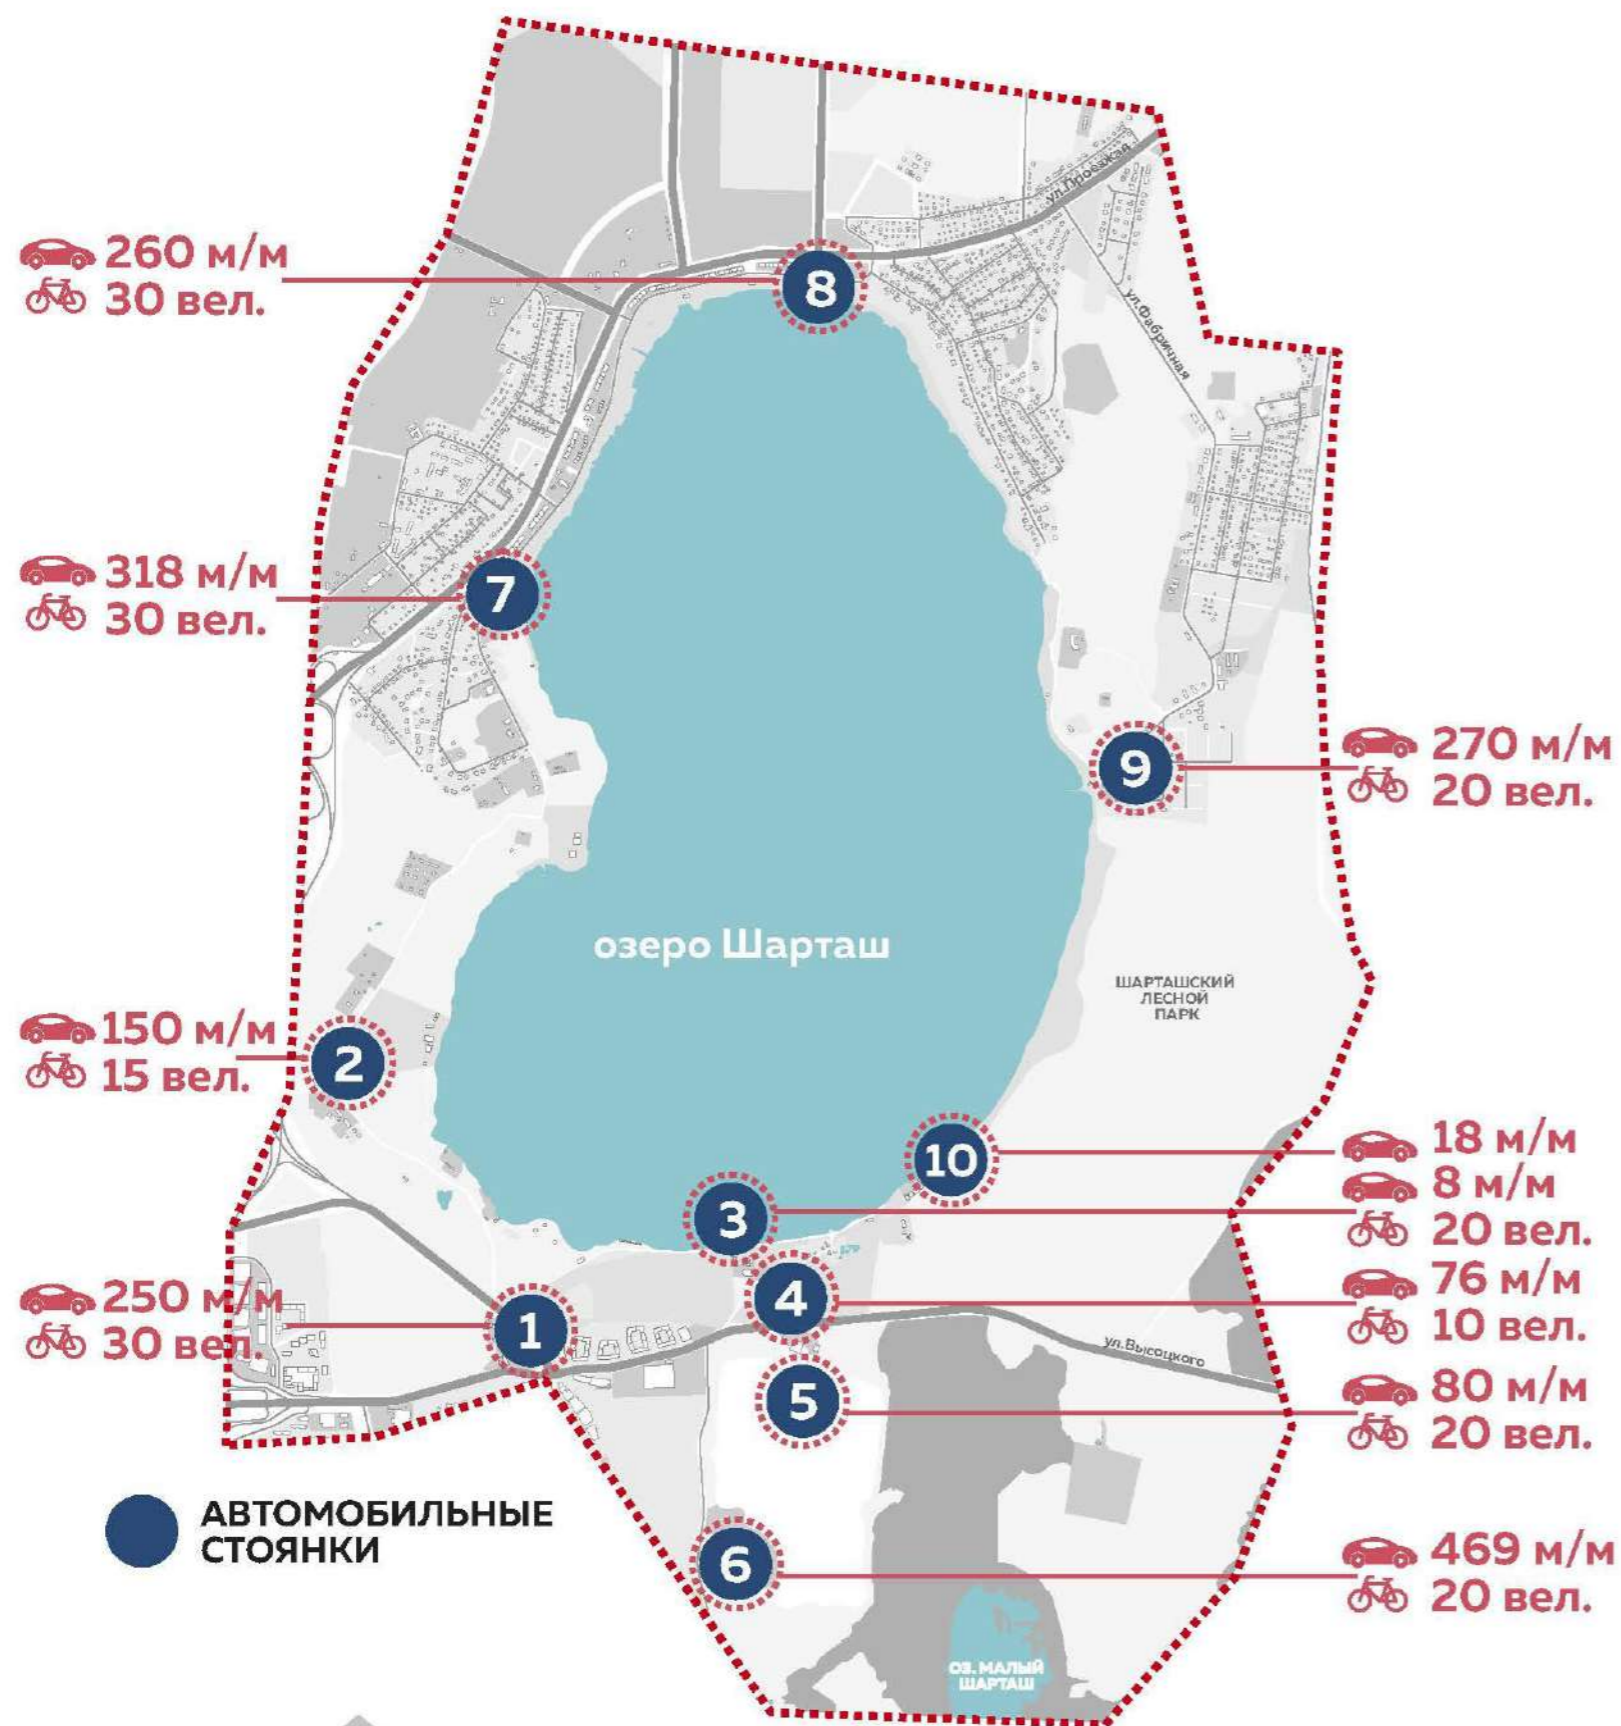 ул.Проезжая
260 м/м
30 вел.
8
ул.Фабричная
318 м/м
30 вел.
7
270 м/м
20 вел.
9
озеро Шарташ
ШАРТАШСКИЙ
ЛЕСНОЙ
ПАРК
150 м/м
15 вел.
2
18 м/м
10
8 м/м
20 вел.
3
76 м/м
10 вел.
4
250 м/м
30 вел.
1
ул.Высоцкого
80 м/м
20 вел.
5
АВТОМОБИЛЬНЫЕ
СТОЯНКИ
469 м/м
20 вел.
6
ОЗ. МАЛЫЙ
ШАРТАШ